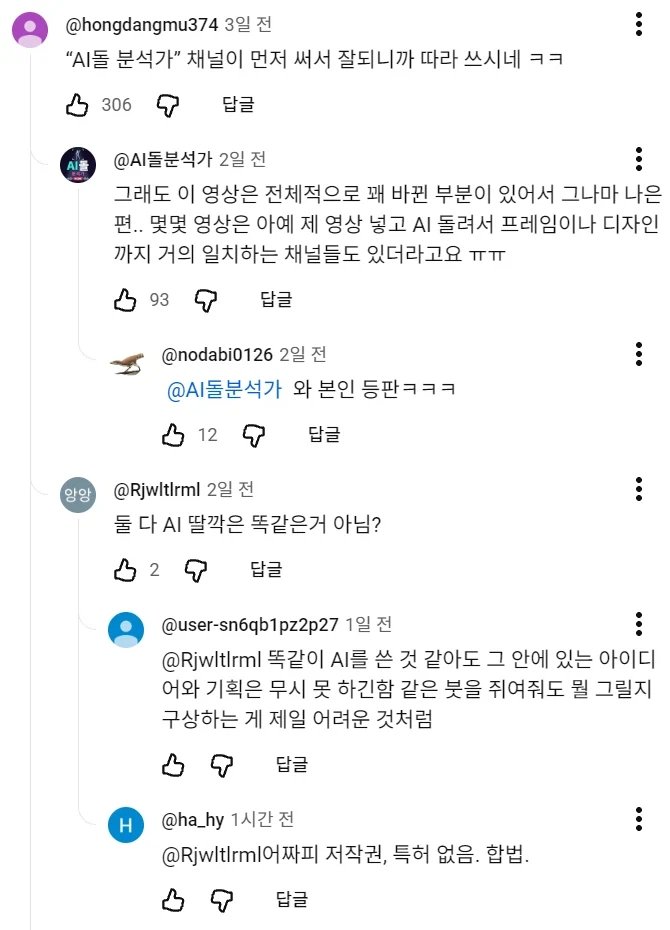 @hongdangmu374 3일 전
“AI돌 분석가” 채널이 먼저 써서 잘되니까 따라 쓰시네 ㅋㅋ
306 답글
AI돌
분석가
@AI돌분석가 2일 전
그래도 이 영상은 전체적으로 꽤 바뀐 부분이 있어서 그나마 나은
편.. 몇몇 영상은 아예 제 영상 넣고 AI 돌려서 프레임이나 디자인
까지 거의 일치하는 채널들도 있더라고요 ㅠㅠ
93 답글
@nodabi0126 2일 전
@AI돌분석가 와 본인 등판ㅋㅋㅋ
12 답글
앙앙
@Rjwltlrml 2일 전
둘 다 AI 딸깍은 똑같은거 아님?
2 답글
@user-sn6qb1pz2p27 1일 전
@Rjwltlrml 똑같이 AI를 쓴 것 같아도 그 안에 있는 아이디
어와 기획은 무시 못 하긴함 같은 붓을 쥐여줘도 뭘 그릴지
구상하는 게 제일 어려운 것처럼
답글
H
@ha_hy 1시간 전
@Rjwltlrml어짜피 저작권, 특허 없음. 합법.
답글